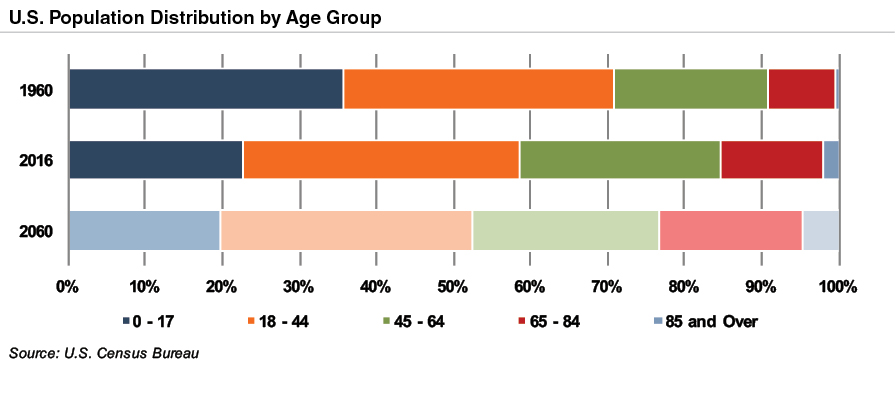 U.S. Population Distribution by Age Group
1960
2016
2060
0% 10% 20% 30% 40% 50% 60% 70% 80% 90% 100%
0 - 17 18 - 44 45 - 64 65 - 84 85 and Over
Source: U.S. Census Bureau